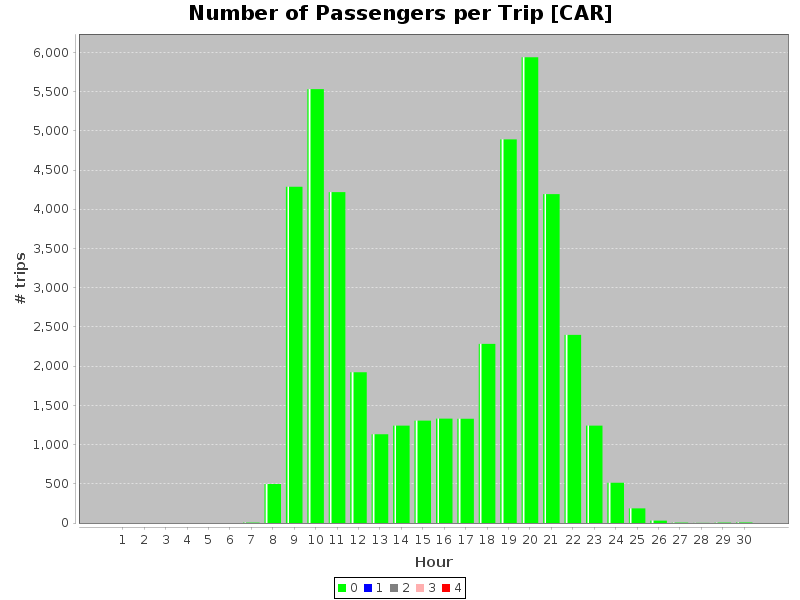 Number of Passengers per Trip [CAR]
6,000
5,500
5,000
4,500
4,000
3,500
3,000
2,500
2,000
1,500
1,000
500
0
# trips
1 2 3 4 5 6 7 8 9 10 11 12 13 14 15 16 17 18 19 20 21 22 23 24 25 26 27 28 29 30
Hour
0 1 2 3 4